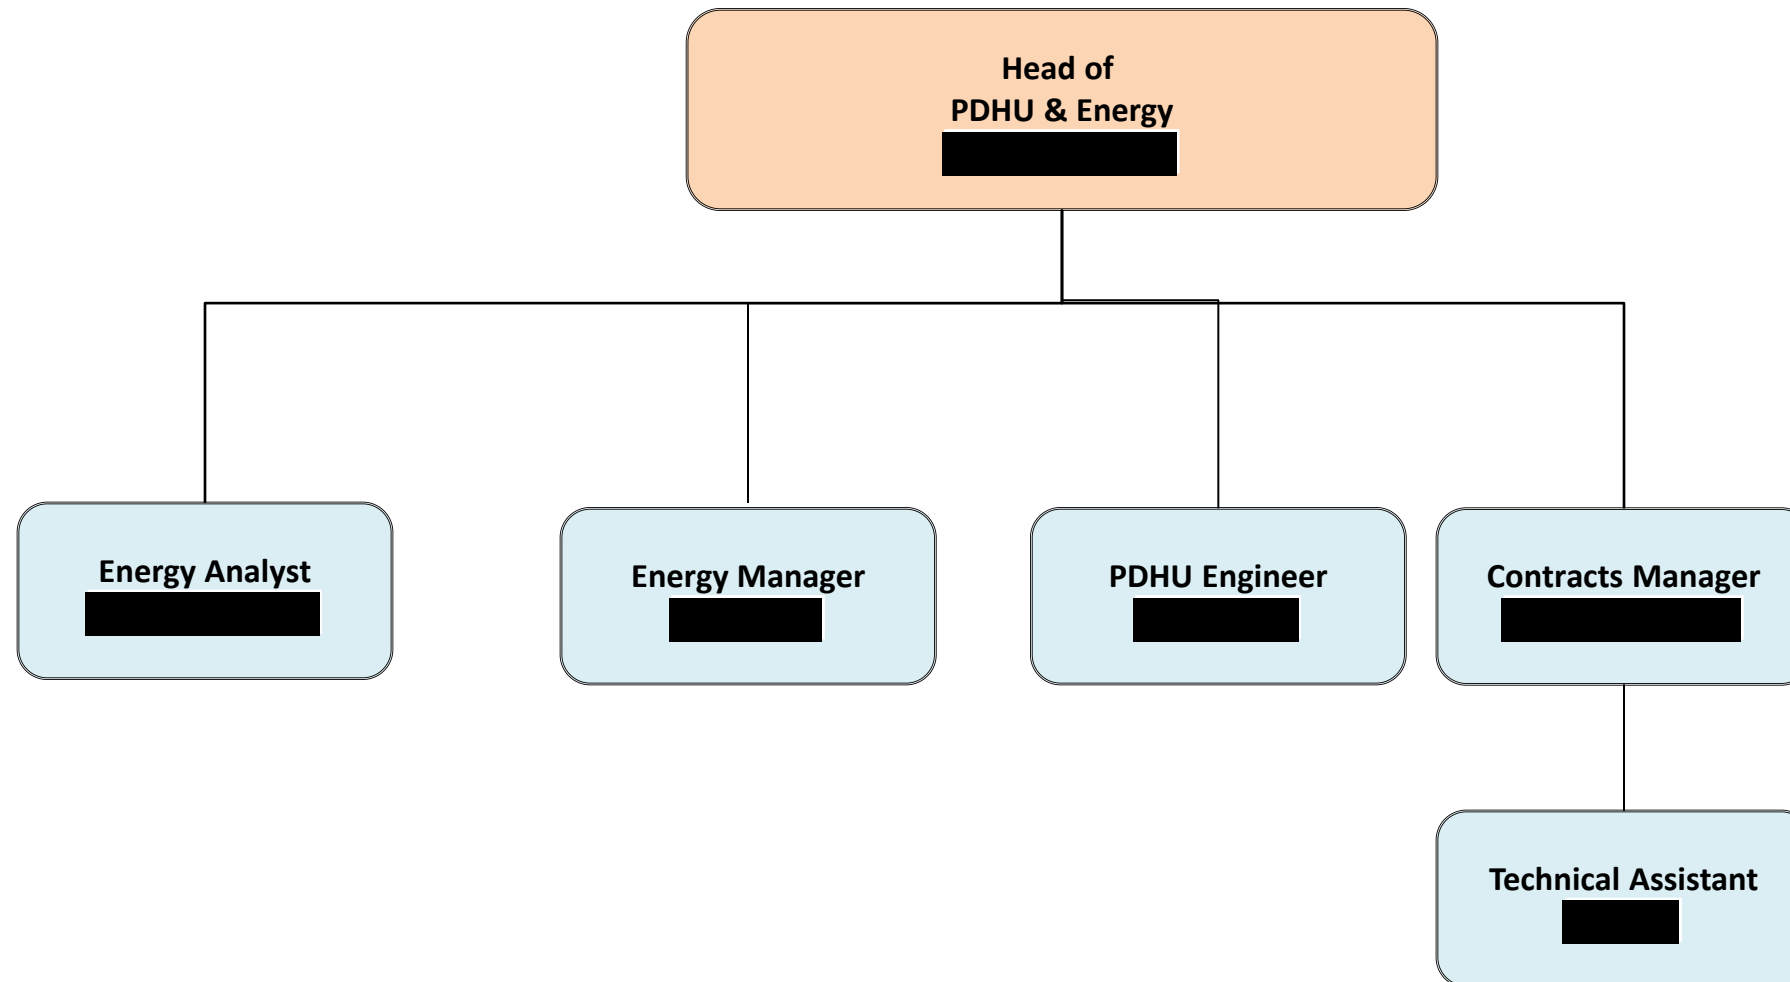 Head of
PDHU & Energy
Energy Analyst
Energy Manager
PDHU Engineer
Contracts Manager
Technical Assistant